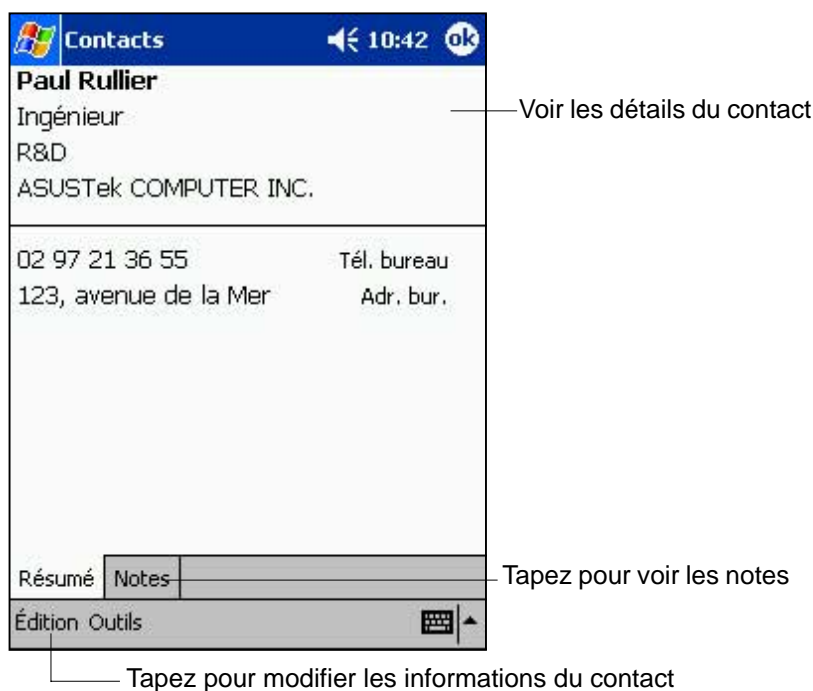 Contacts 10:42 ok
Paul Rullier
Ingénieur
R&D
ASUSTek COMPUTER INC.
Voir les détails du contact
02 97 21 36 55 Tél. bureau
123, avenue de la Mer Adr. bur.
Résumé Notes
Tapez pour voir les notes
Édition Outils
Tapez pour modifier les informations du contact